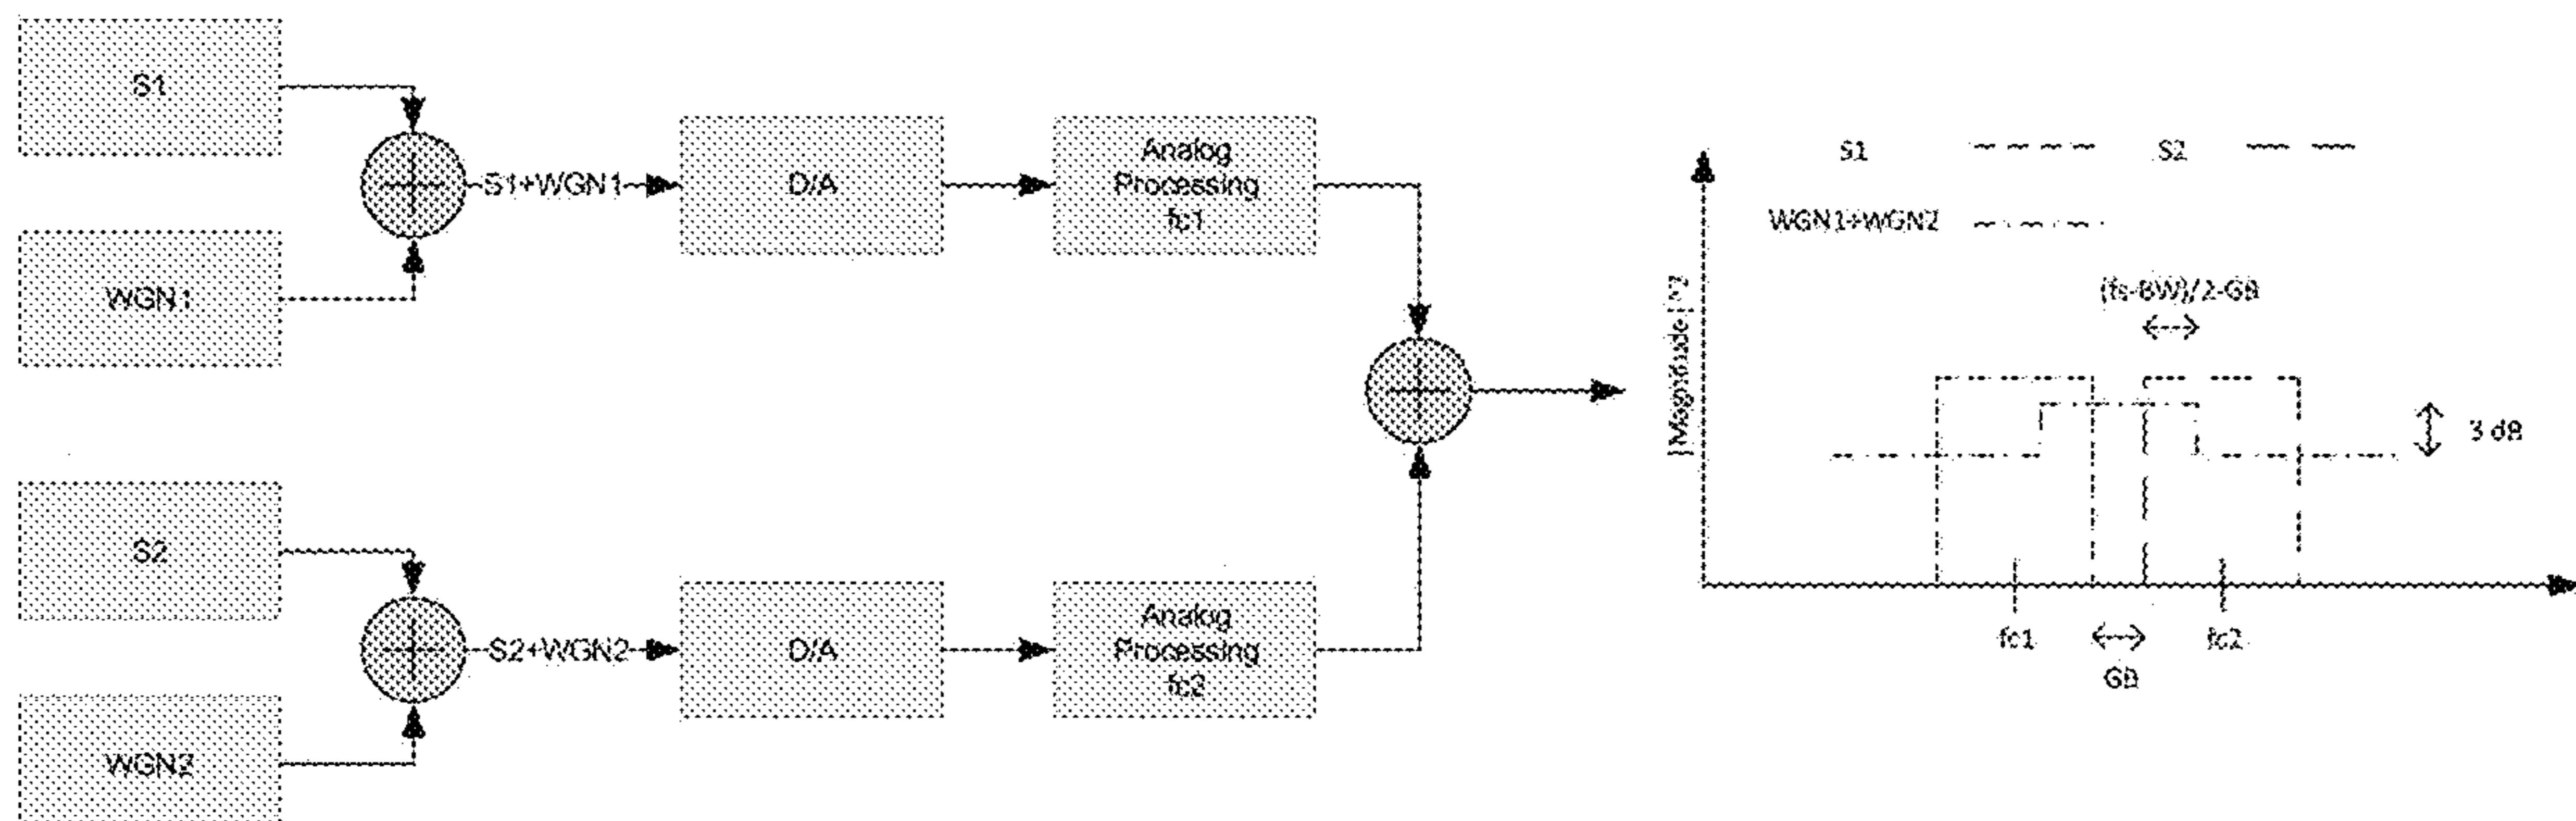 S1
WGN1
S1+WGN1
D/A
Analog
Processing
fc1
S2
WGN2
S2+WGN2
D/A
Analog
Processing
fc2
S1
S2
WGN1+WGN2
|Magnitude|^2
(fs-BW)/2-GB
3 dB
fc1
fc2
GB